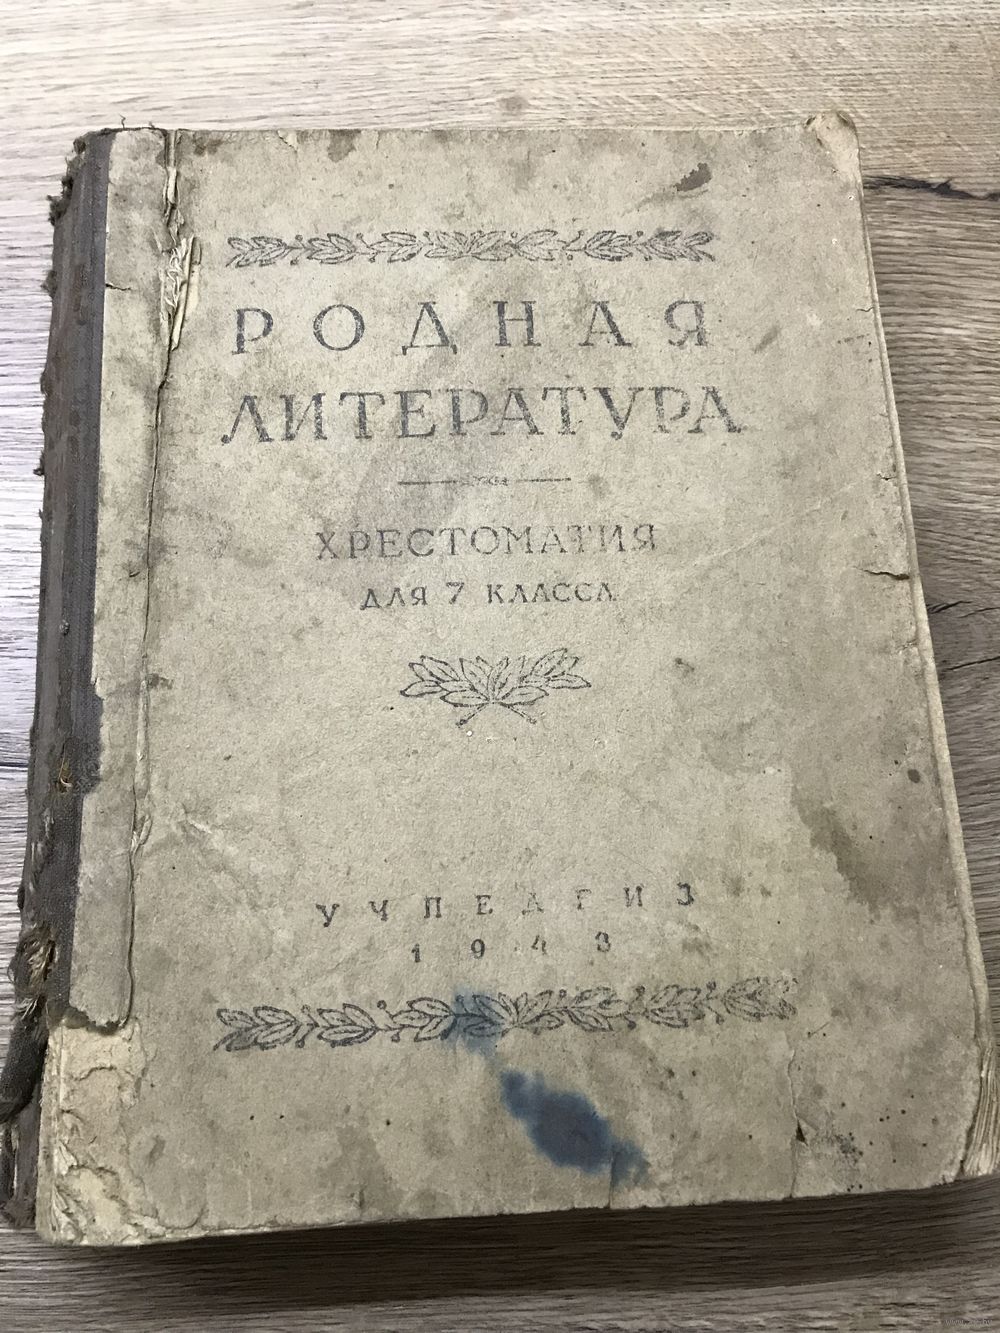 РОДНАЯ
ЛИТЕРАТУРА
ХРЕСТОМАТИЯ
ДЛЯ 7 КЛАССА
УЧПЕДГИЗ
1943